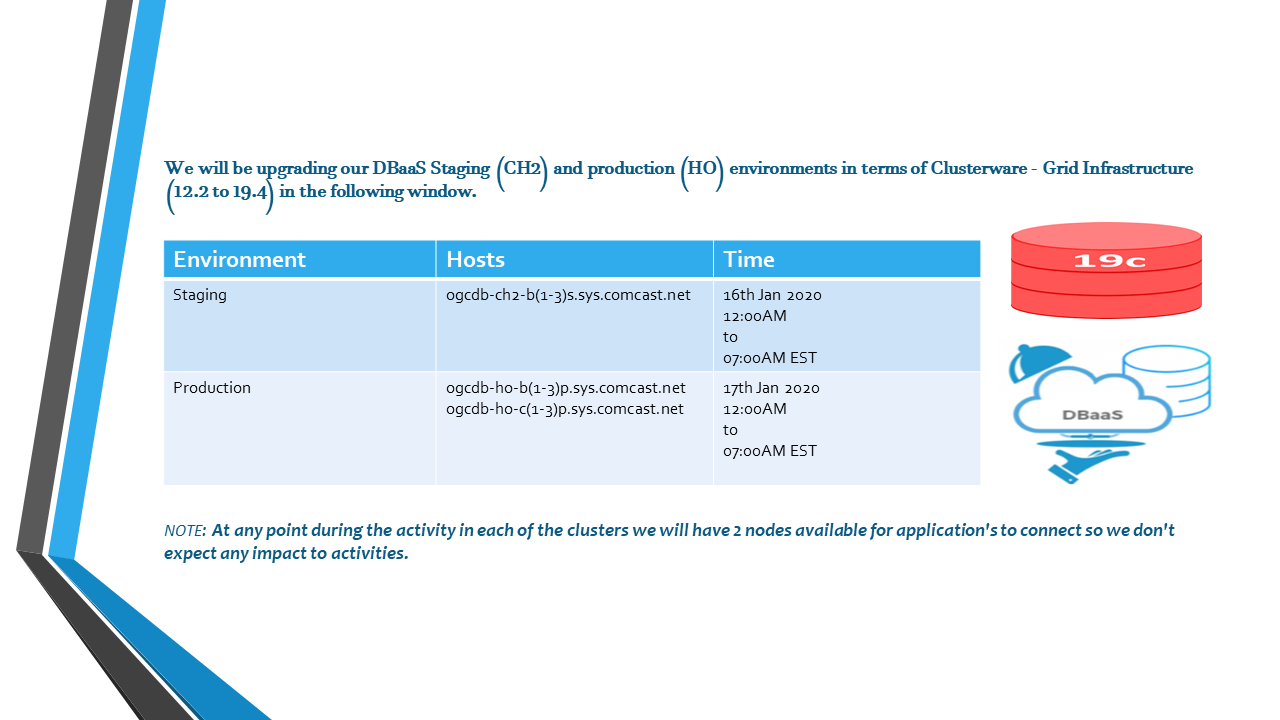 We will be upgrading our DBaaS Staging (CH2) and production (HO) environments in terms of Clusterware - Grid Infrastructure
(12.2 to 19.4) in the following window.
Environment Hosts Time
Staging ogcdb-ch2-b(1-3)s.sys.comcast.net 16th Jan 2020
12:00AM
to
07:00AM EST
Production ogcdb-ho-b(1-3)p.sys.comcast.net 17th Jan 2020
ogcdb-ho-c(1-3)p.sys.comcast.net 12:00AM
to
07:00AM EST
19c
DBaaS
NOTE: At any point during the activity in each of the clusters we will have 2 nodes available for application's to connect so we don't
expect any impact to activities.